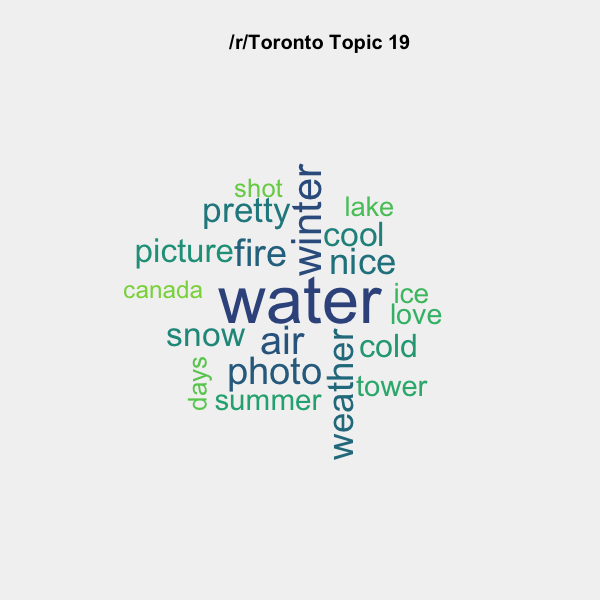 /r/Toronto Topic 19
shot
winter
pretty
lake
picture
fire
cool
nice
canada
water
ice
love
snow
air
weather
cold
days
photo
tower
summer